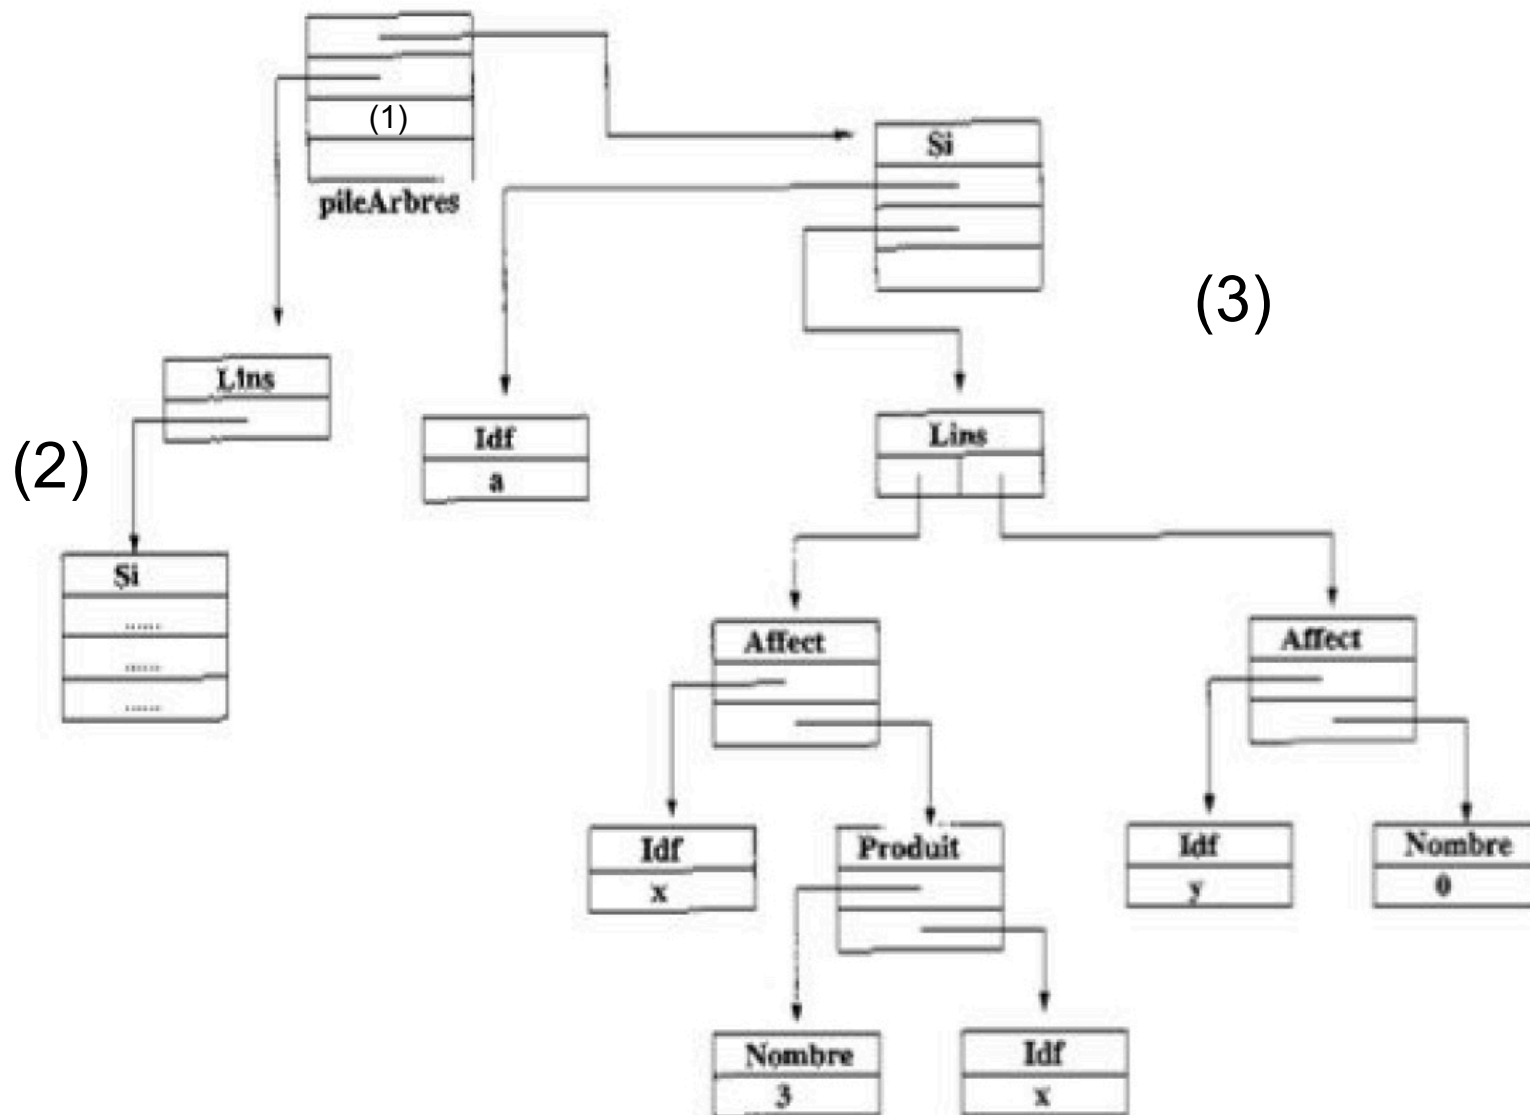 (1)
pileArbres
Si
(3)
Lins
(2)
Idf
a
Lins
Si
......
......
......
Affect
Affect
Idf
x
Produit
Idf
y
Nombre
0
Nombre
3
Idf
x